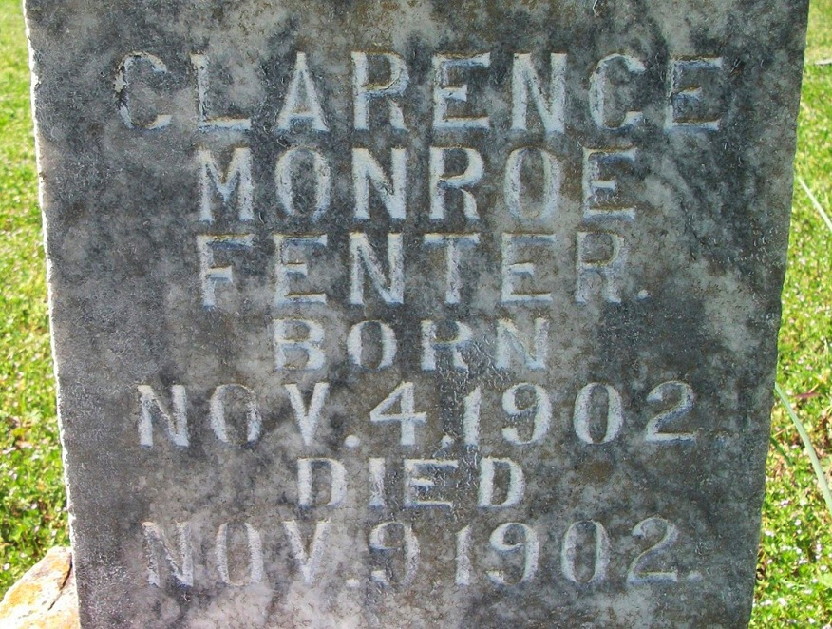 CLARENCE
MONROE
FENTER.
BORN
NOV. 4, 1902.
DIED
NOV. 9 1902.